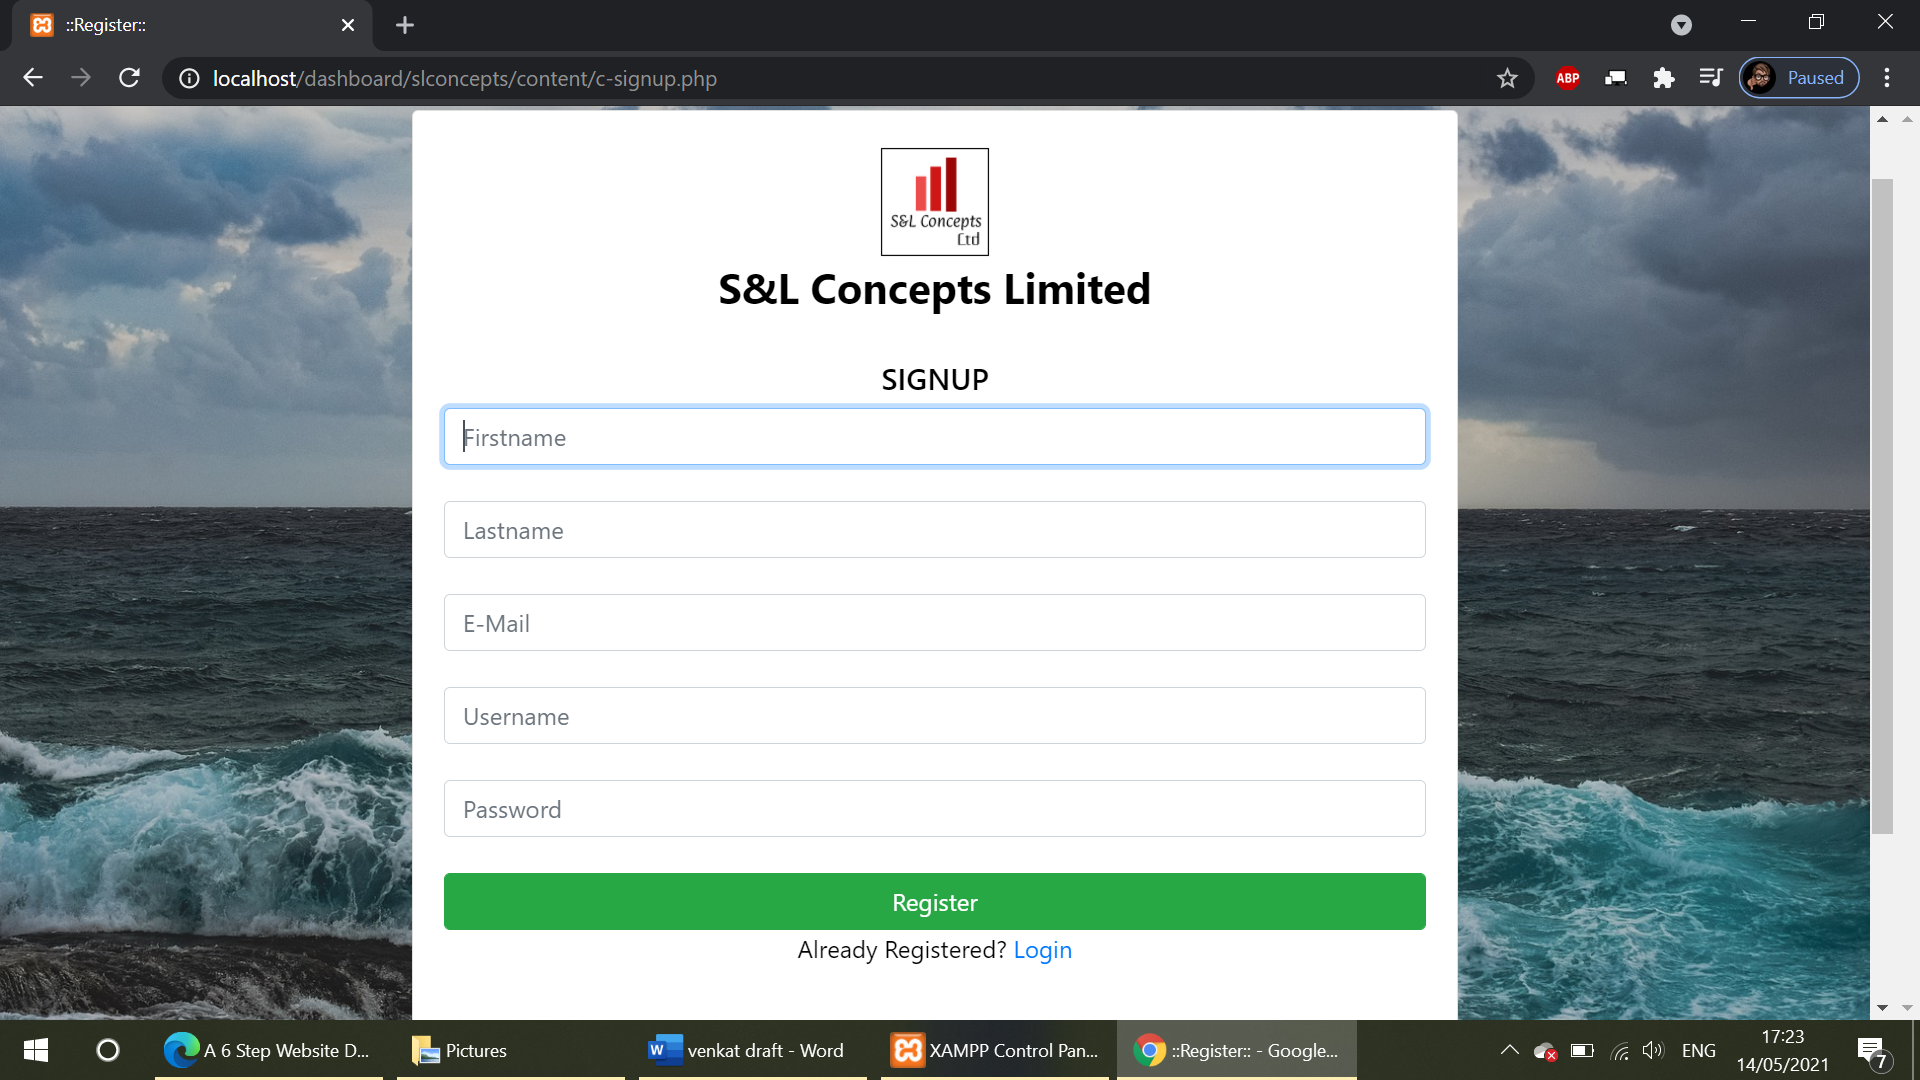 ::Register::
localhost/dashboard/slconcepts/content/c-signup.php
ABP
Paused
S&L Concepts
Ltd
S&L Concepts Limited
SIGNUP
Firstname
Lastname
E-Mail
Username
Password
Register
Already Registered? Login
A 6 Step Website D...
Pictures
W
venkat draft - Word
XAMPP Control Pan...
::Register:: - Google...
ENG
17:23
14/05/2021
7